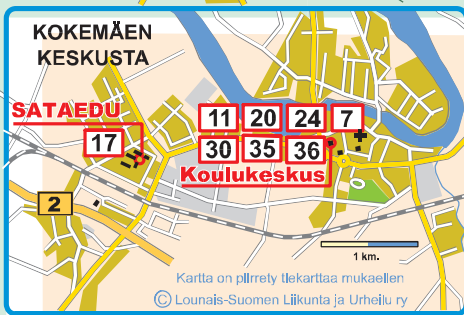 KOKEMÄEN
KESKUSTA
SATAEDU
17
11 20 24 7
30 35 36
Koulukeskus
2
1 km.
Kartta on piirrety tiekarttaa mukaellen
© Lounais-Suomen Liikunta ja Urheilu ry